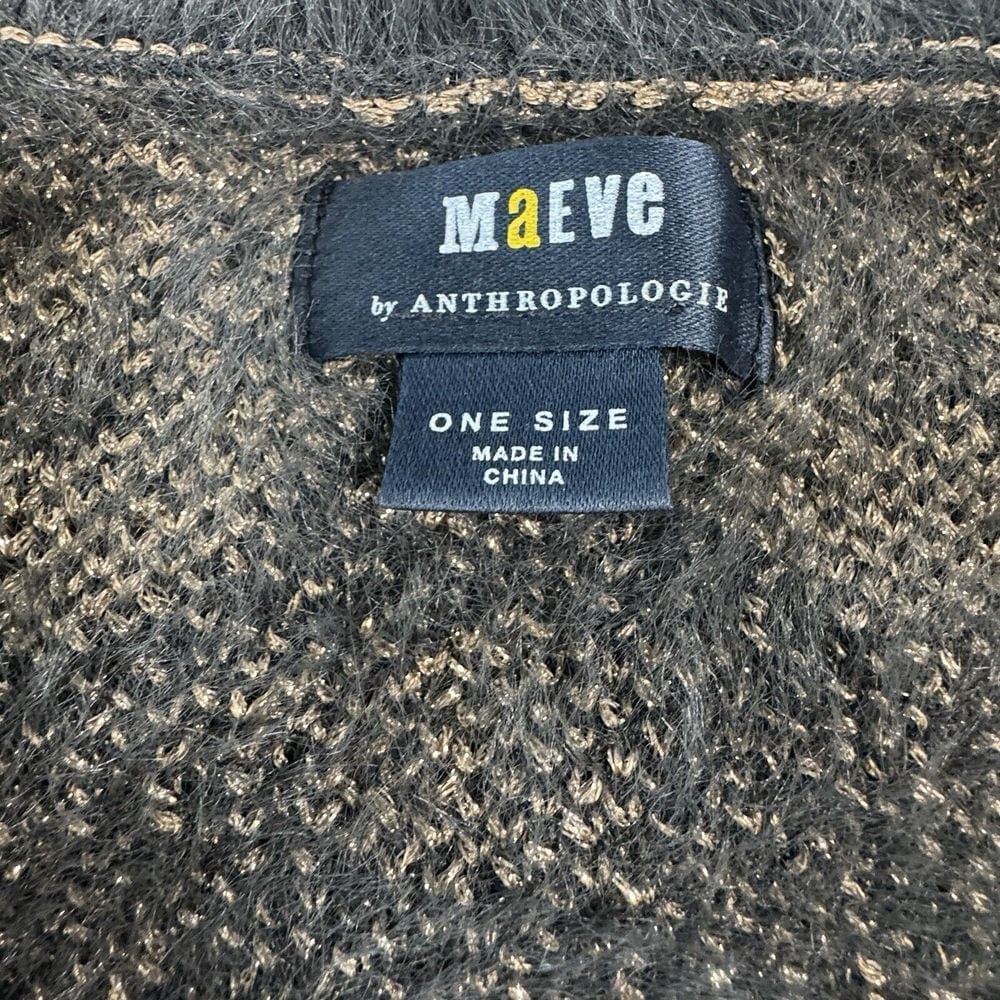 MaEVe
by ANTHROPOLOGIE
ONE SIZE
MADE IN
CHINA